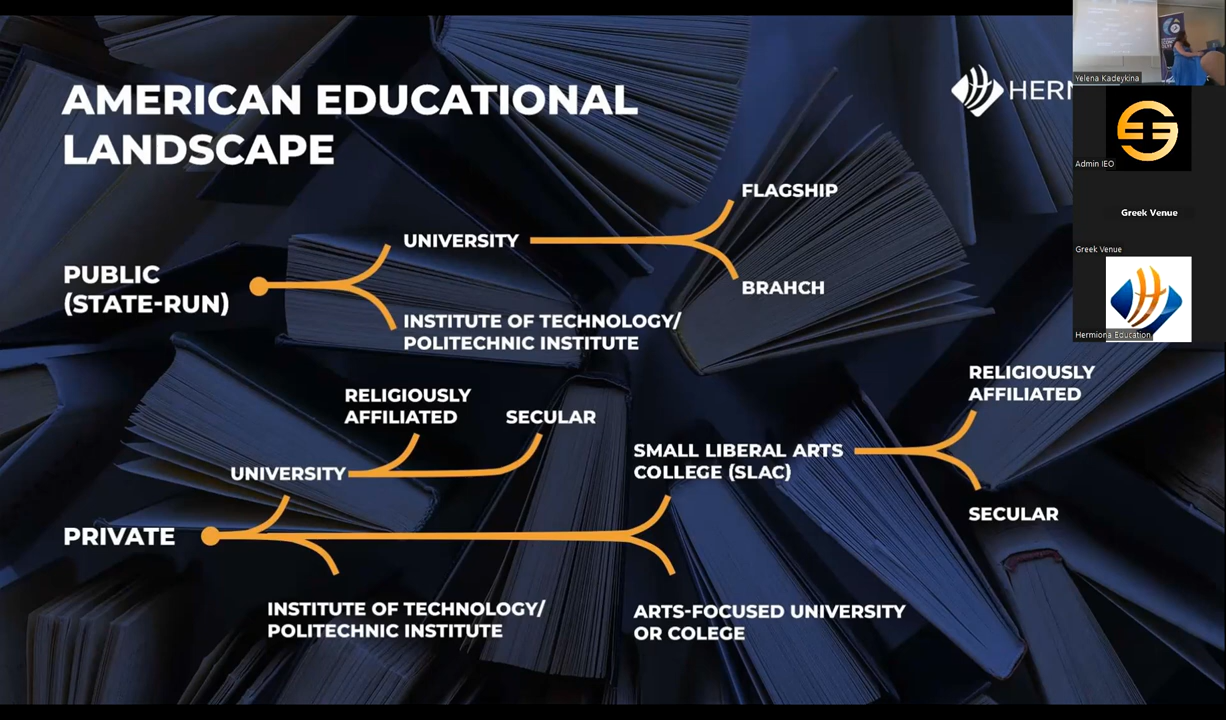 AMERICAN EDUCATIONAL
LANDSCAPE
HERM
PUBLIC
(STATE-RUN)
UNIVERSITY
FLAGSHIP
BRAHCH
INSTITUTE OF TECHNOLOGY/
POLITECHNIC INSTITUTE
PRIVATE
UNIVERSITY
RELIGIOUSLY
AFFILIATED
SECULAR
INSTITUTE OF TECHNOLOGY/
POLITECHNIC INSTITUTE
SMALL LIBERAL ARTS
COLLEGE (SLAC)
RELIGIOUSLY
AFFILIATED
SECULAR
ARTS-FOCUSED UNIVERSITY
OR COLEGE
Yelena Kadeykina
Admin IEO
Greek Venue
Greek Venue
Hermiona Education